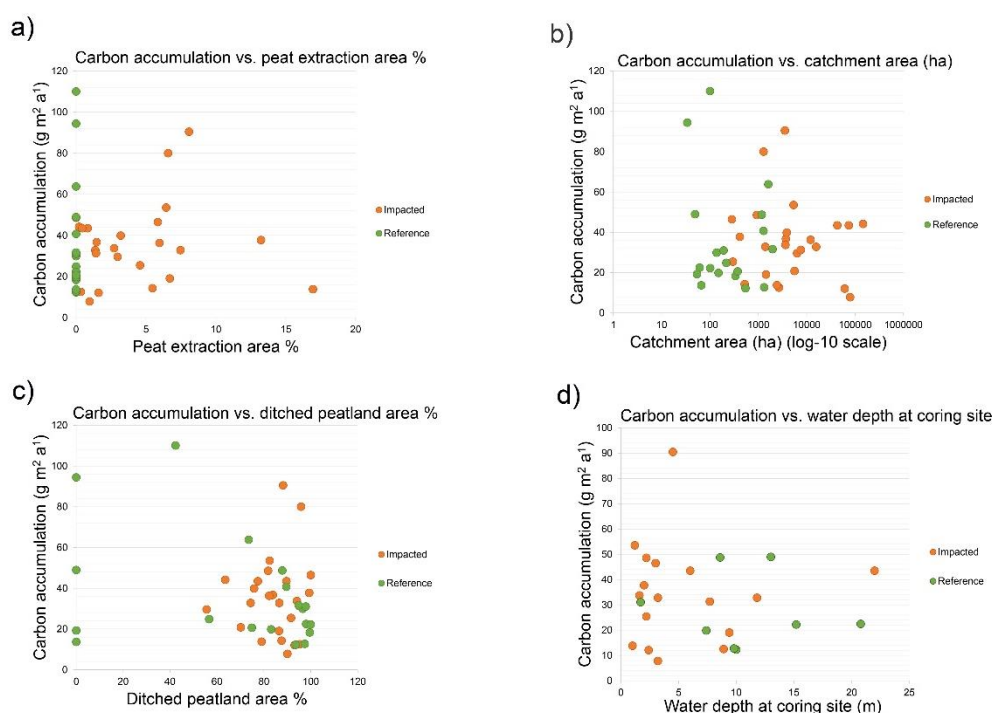 a)
Carbon accumulation vs. peat extraction area %
Carbon accumulation (g m² a¹)
120
100
80
60
40
20
0
0 5 10 15 20
Peat extraction area %
Impacted
Reference
b)
Carbon accumulation vs. catchment area (ha)
Carbon accumulation (g m² a¹)
120
100
80
60
40
20
0
1 10 100 1000 10000 100000 1000000
Catchment area (ha) (log-10 scale)
Impacted
Reference
c)
Carbon accumulation vs. ditched peatland area %
Carbon accumulation (g m² a¹)
120
100
80
60
40
20
0
0 20 40 60 80 100 120
Ditched peatland area %
Impacted
Reference
d)
Carbon accumulation vs. water depth at coring site
Carbon accumulation (g m² a¹)
100
90
80
70
60
50
40
30
20
10
0
0 5 10 15 20 25
Water depth at coring site (m)
Impacted
Reference